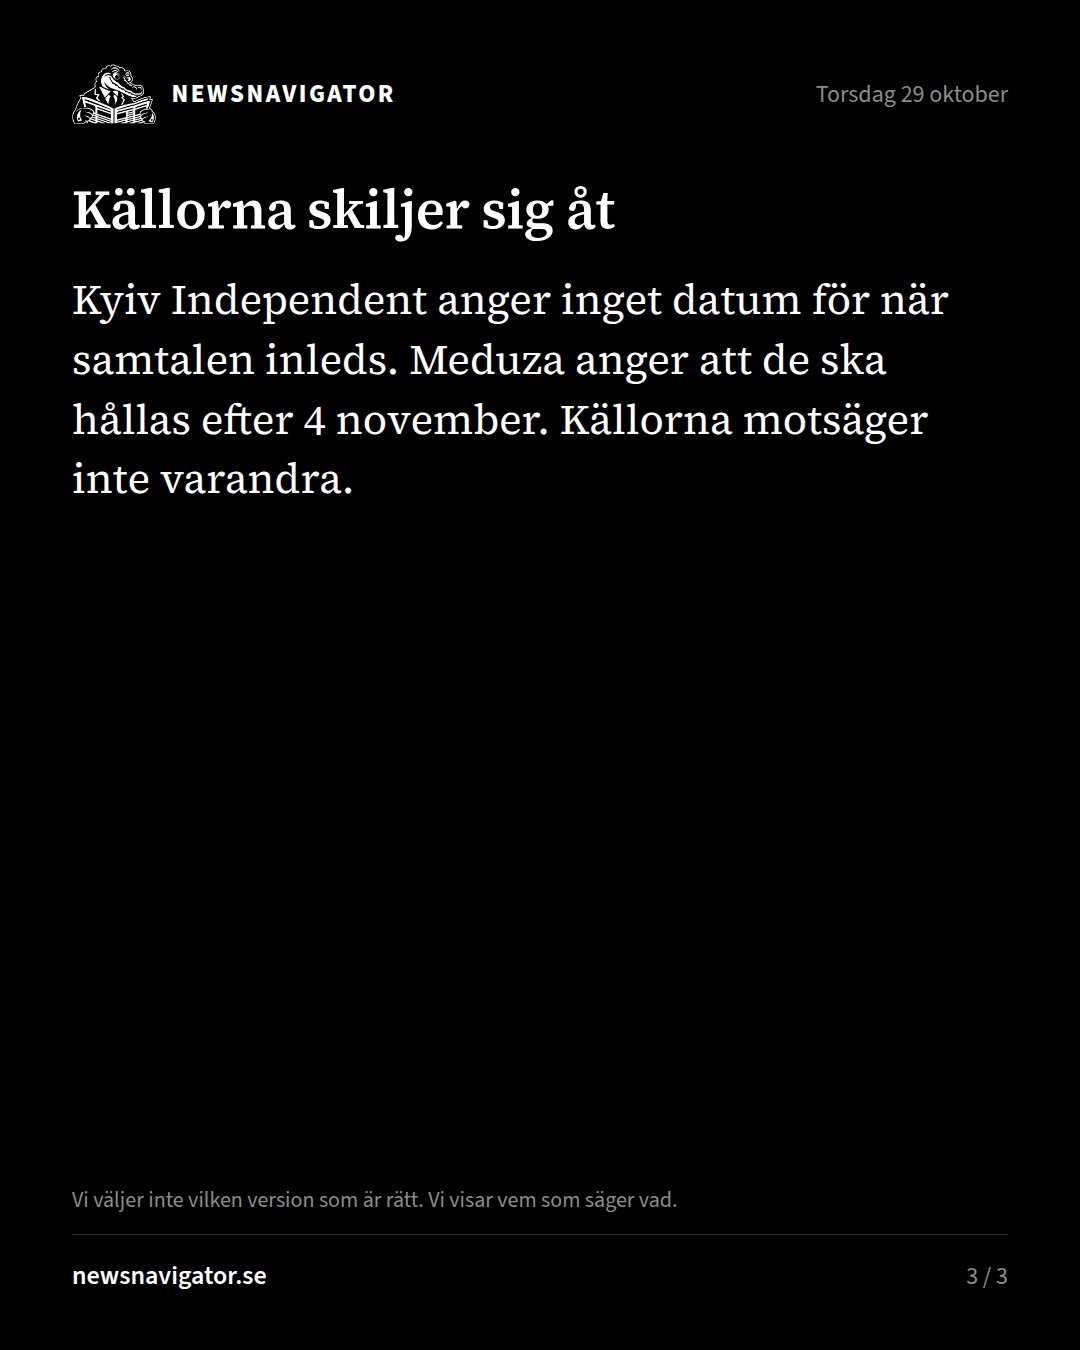 NEWSNAVIGATOR
Torsdag 29 oktober
Källorna skiljer sig åt
Kyiv Independent anger inget datum för när
samtalen inleds. Meduza anger att de ska
hållas efter 4 november. Källorna motsäger
inte varandra.
Vi väljer inte vilken version som är rätt. Vi visar vem som säger vad.
newsnavigator.se
3 / 3